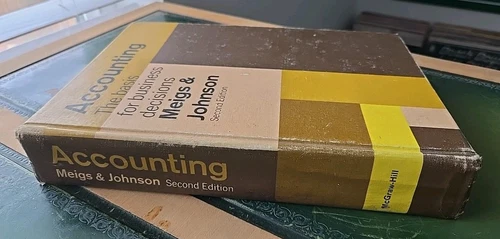 Accounting
The basis
for business
decisions
Meigs &
Johnson
Second Edition
Accounting
Meigs & Johnson Second Edition
McGraw-Hill